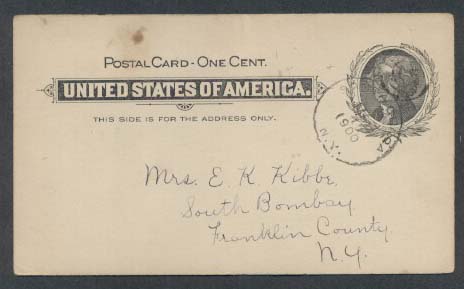 POSTAL CARD - ONE CENT.
UNITED STATES OF AMERICA.
THIS SIDE IS FOR THE ADDRESS ONLY.
1900
N.Y.
Mrs. E. K. Kibbe,
South Bombay
Franklin County.
N.Y.